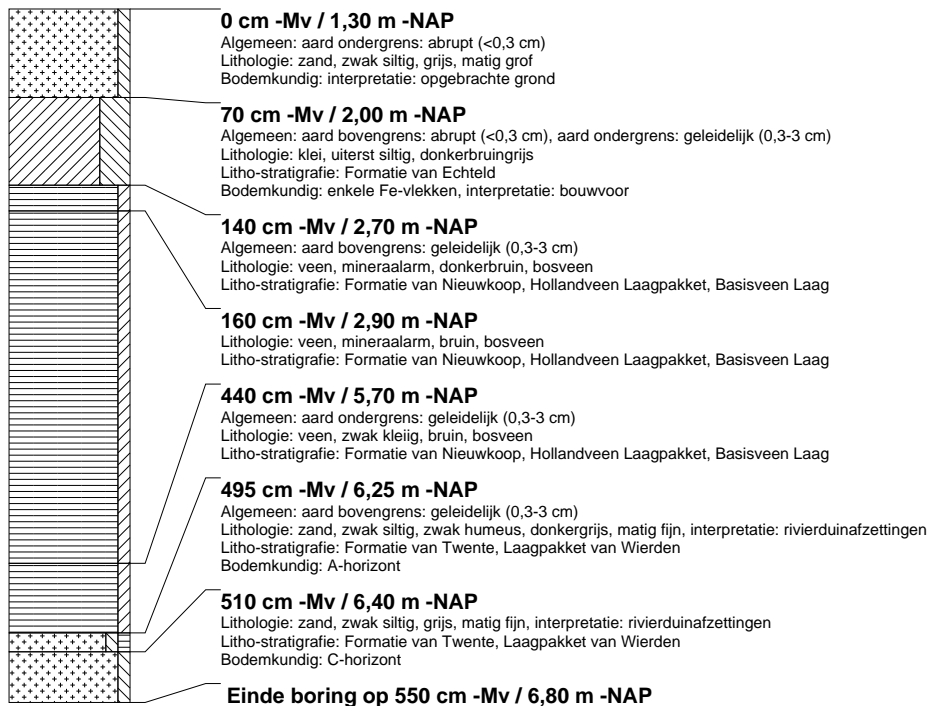 0 cm -Mv / 1,30 m -NAP
Algemeen: aard ondergrens: abrupt (<0,3 cm)
Lithologie: zand, zwak siltig, grijs, matig grof
Bodemkundig: interpretatie: opgebrachte grond
70 cm -Mv / 2,00 m -NAP
Algemeen: aard bovengrens: abrupt (<0,3 cm), aard ondergrens: geleidelijk (0,3-3 cm)
Lithologie: klei, uiterst siltig, donkerbruingrijs
Litho-stratigrafie: Formatie van Echteld
Bodemkundig: enkele Fe-vlekken, interpretatie: bouwvoor
140 cm -Mv / 2,70 m -NAP
Algemeen: aard bovengrens: geleidelijk (0,3-3 cm)
Lithologie: veen, mineraalarm, donkerbruin, bosveen
Litho-stratigrafie: Formatie van Nieuwkoop, Hollandveen Laagpakket, Basisveen Laag
160 cm -Mv / 2,90 m -NAP
Lithologie: veen, mineraalarm, bruin, bosveen
Litho-stratigrafie: Formatie van Nieuwkoop, Hollandveen Laagpakket, Basisveen Laag
440 cm -Mv / 5,70 m -NAP
Algemeen: aard ondergrens: geleidelijk (0,3-3 cm)
Lithologie: veen, zwak kleiig, bruin, bosveen
Litho-stratigrafie: Formatie van Nieuwkoop, Hollandveen Laagpakket, Basisveen Laag
495 cm -Mv / 6,25 m -NAP
Algemeen: aard bovengrens: geleidelijk (0,3-3 cm)
Lithologie: zand, zwak siltig, zwak humeus, donkergrijs, matig fijn, interpretatie: rivierduinafzettingen
Litho-stratigrafie: Formatie van Twente, Laagpakket van Wierden
Bodemkundig: A-horizont
510 cm -Mv / 6,40 m -NAP
Lithologie: zand, zwak siltig, grijs, matig fijn, interpretatie: rivierduinafzettingen
Litho-stratigrafie: Formatie van Twente, Laagpakket van Wierden
Bodemkundig: C-horizont
Einde boring op 550 cm -Mv / 6,80 m -NAP